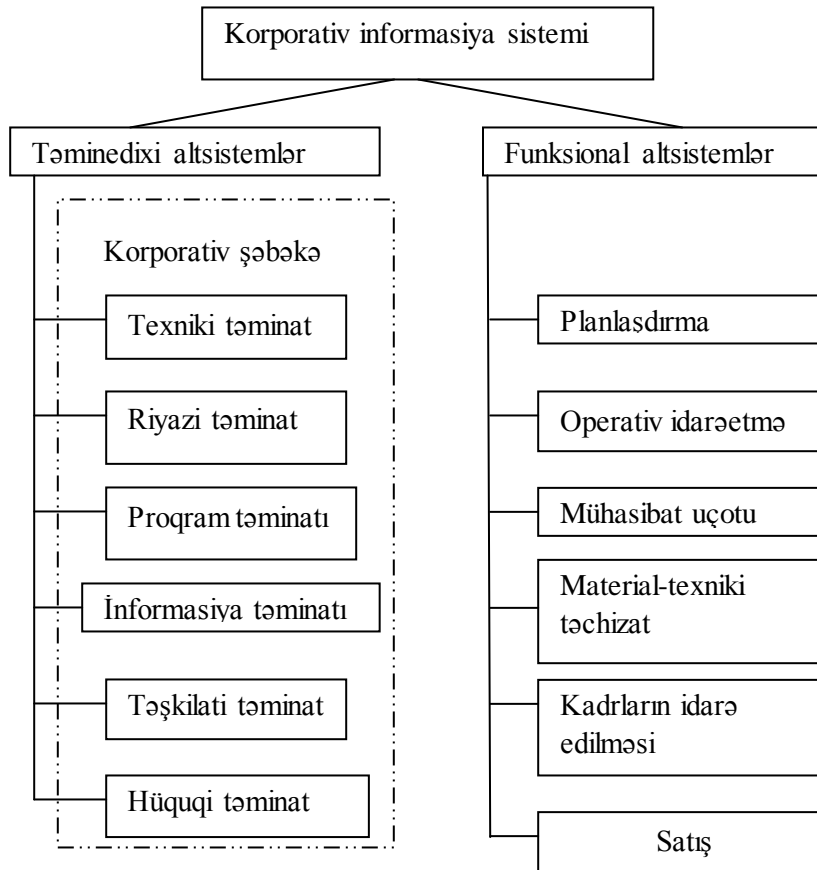 Korporativ informasiya sistemi
Təminedixi altsistemlər
Funksional altsistemlər
Korporativ şəbəkə
Texniki təminat
Riyazi təminat
Proqram təminatı
İnformasiya təminatı
Təşkilati təminat
Hüquqi təminat
Planlaşdırma
Operativ idarəetmə
Mühasibat uçotu
Material-texniki
təchizat
Kadrların idarə
edilməsi
Satış